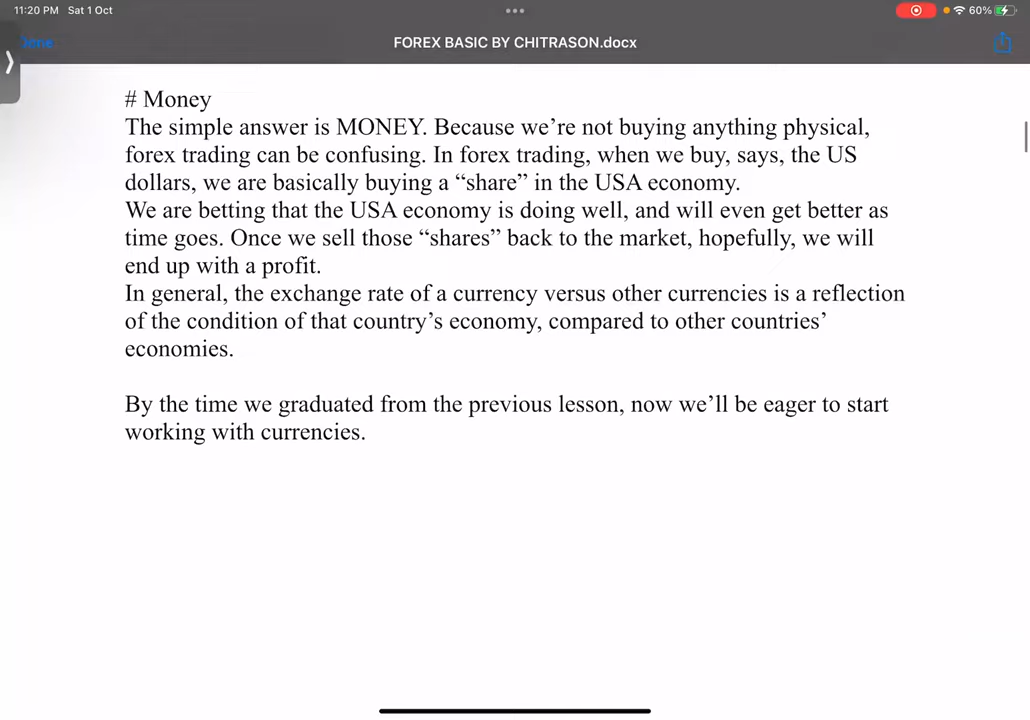 11:20 PM Sat 1 Oct
60%
FOREX BASIC BY CHITRASON.docx
# Money
The simple answer is MONEY. Because we’re not buying anything physical,
forex trading can be confusing. In forex trading, when we buy, says, the US
dollars, we are basically buying a “share” in the USA economy.
We are betting that the USA economy is doing well, and will even get better as
time goes. Once we sell those “shares” back to the market, hopefully, we will
end up with a profit.
In general, the exchange rate of a currency versus other currencies is a reflection
of the condition of that country’s economy, compared to other countries’
economies.
By the time we graduated from the previous lesson, now we’ll be eager to start
working with currencies.